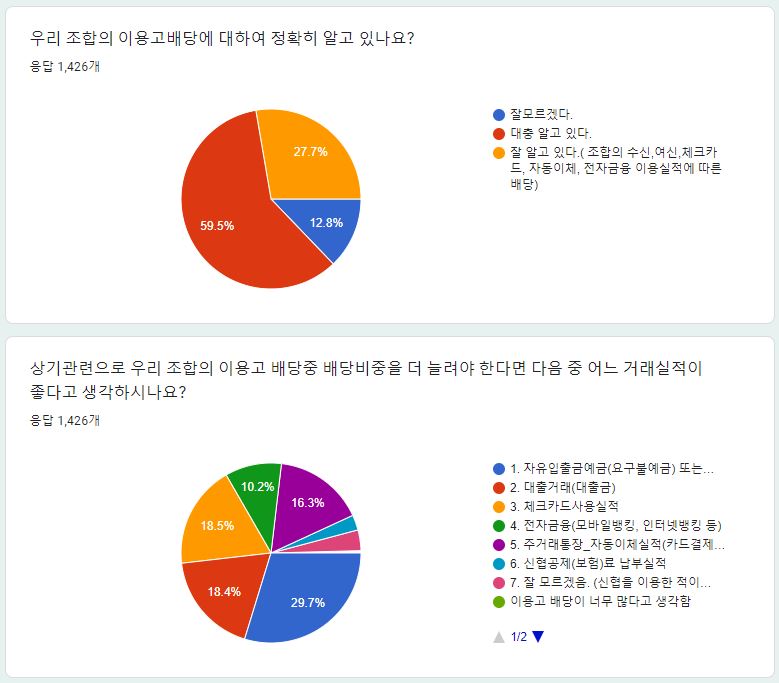 우리 조합의 이용고배당에 대하여 정확히 알고 있나요?
응답 1,426개
잘모르겠다.
대충 알고 있다.
잘 알고 있다.( 조합의 수신,여신,체크카
드, 자동이체, 전자금융 이용실적에 따른
배당)
27.7%
59.5%
12.8%
상기관련으로 우리 조합의 이용고 배당중 배당비중을 더 늘려야 한다면 다음 중 어느 거래실적이
좋다고 생각하시나요?
응답 1,426개
1. 자유입출금예금(요구불예금) 또는...
2. 대출거래(대출금)
3. 체크카드사용실적
4. 전자금융(모바일뱅킹, 인터넷뱅킹 등)
5. 주거래통장_자동이체실적(카드결제...
6. 신협공제(보험)료 납부실적
7. 잘 모르겠음. (신협을 이용한 적이...
이용고 배당이 너무 많다고 생각함
10.2%
16.3%
18.5%
18.4%
29.7%
1/2